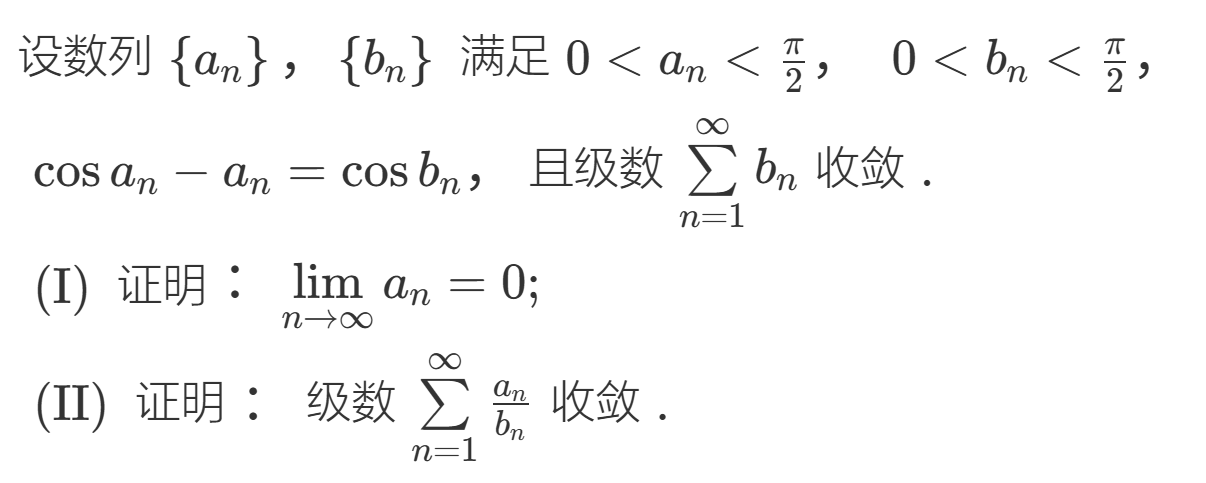 设数列 {aₙ}， {bₙ} 满足 0 < aₙ < π/2， 0 < bₙ < π/2，
cos aₙ − aₙ = cos bₙ， 且级数 ∑_{n=1}^{∞} bₙ 收敛 .
(I) 证明： lim_{n→∞} aₙ = 0;
(II) 证明： 级数 ∑_{n=1}^{∞} aₙ/bₙ 收敛 .